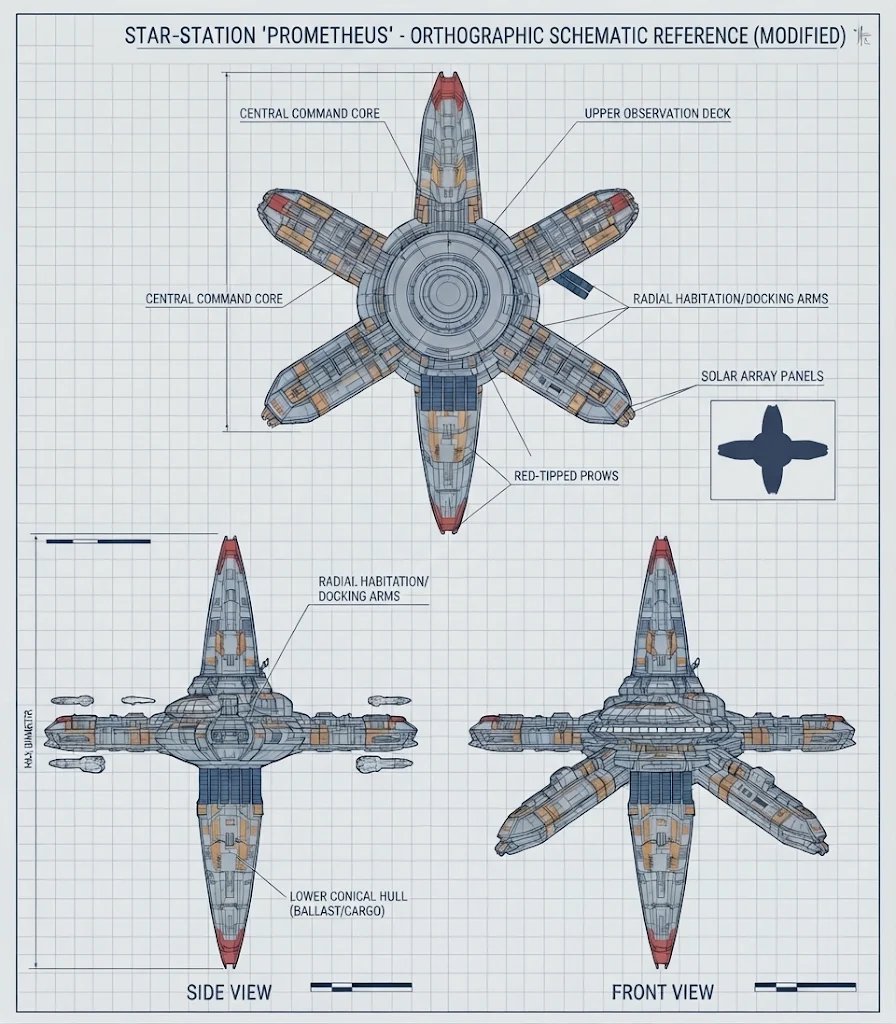 STAR-STATION 'PROMETHEUS' - ORTHOGRAPHIC SCHEMATIC REFERENCE (MODIFIED)
CENTRAL COMMAND CORE
UPPER OBSERVATION DECK
CENTRAL COMMAND CORE
RADIAL HABITATION/DOCKING ARMS
SOLAR ARRAY PANELS
RED-TIPPED PROWS
RADIAL HABITATION/
DOCKING ARMS
LOWER CONICAL HULL
(BALLAST/CARGO)
SIDE VIEW
FRONT VIEW